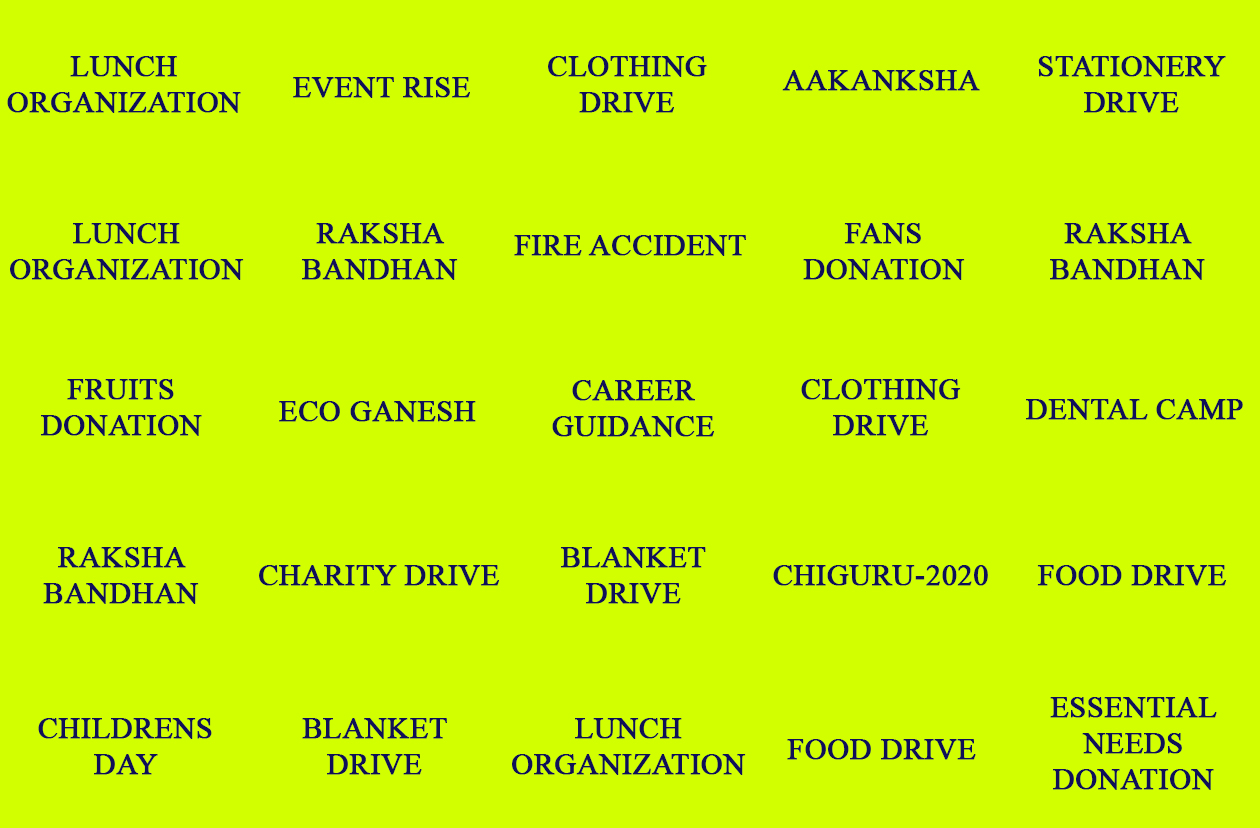 LUNCH
ORGANIZATION
EVENT RISE
CLOTHING
DRIVE
AAKANKSHA
STATIONERY
DRIVE
LUNCH
ORGANIZATION
RAKSHA
BANDHAN
FIRE ACCIDENT
FANS
DONATION
RAKSHA
BANDHAN
FRUITS
DONATION
ECO GANESH
CAREER
GUIDANCE
CLOTHING
DRIVE
DENTAL CAMP
RAKSHA
BANDHAN
CHARITY DRIVE
BLANKET
DRIVE
CHIGURU-2020
FOOD DRIVE
CHILDRENS
DAY
BLANKET
DRIVE
LUNCH
ORGANIZATION
FOOD DRIVE
ESSENTIAL
NEEDS
DONATION